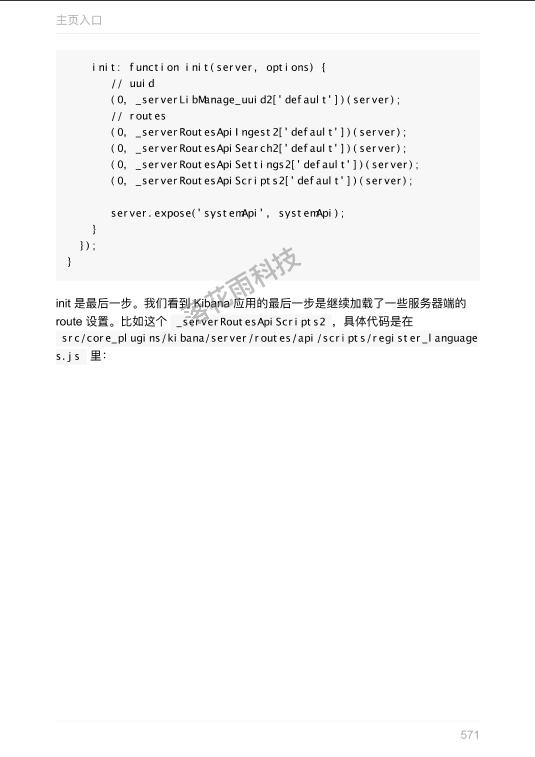 主页入口
init: function init(server, options) {
// uuid
(0, _serverLibManage_uuid2['default'])(server);
// routes
(0, _serverRoutesApiIngest2['default'])(server);
(0, _serverRoutesApiSearch2['default'])(server);
(0, _serverRoutesApiSettings2['default'])(server);
(0, _serverRoutesApiScripts2['default'])(server);
server.expose('systemApi', systemApi);
}
});
}
落花雨科技
init 是最后一步。我们看到 Kibana 应用的最后一步是继续加载了一些服务器端的
route 设置。比如这个 _serverRoutesApiScripts2 ，具体代码是在
src/core_plugins/kibana/server/routes/api/scripts/register_language
s.js 里：
571